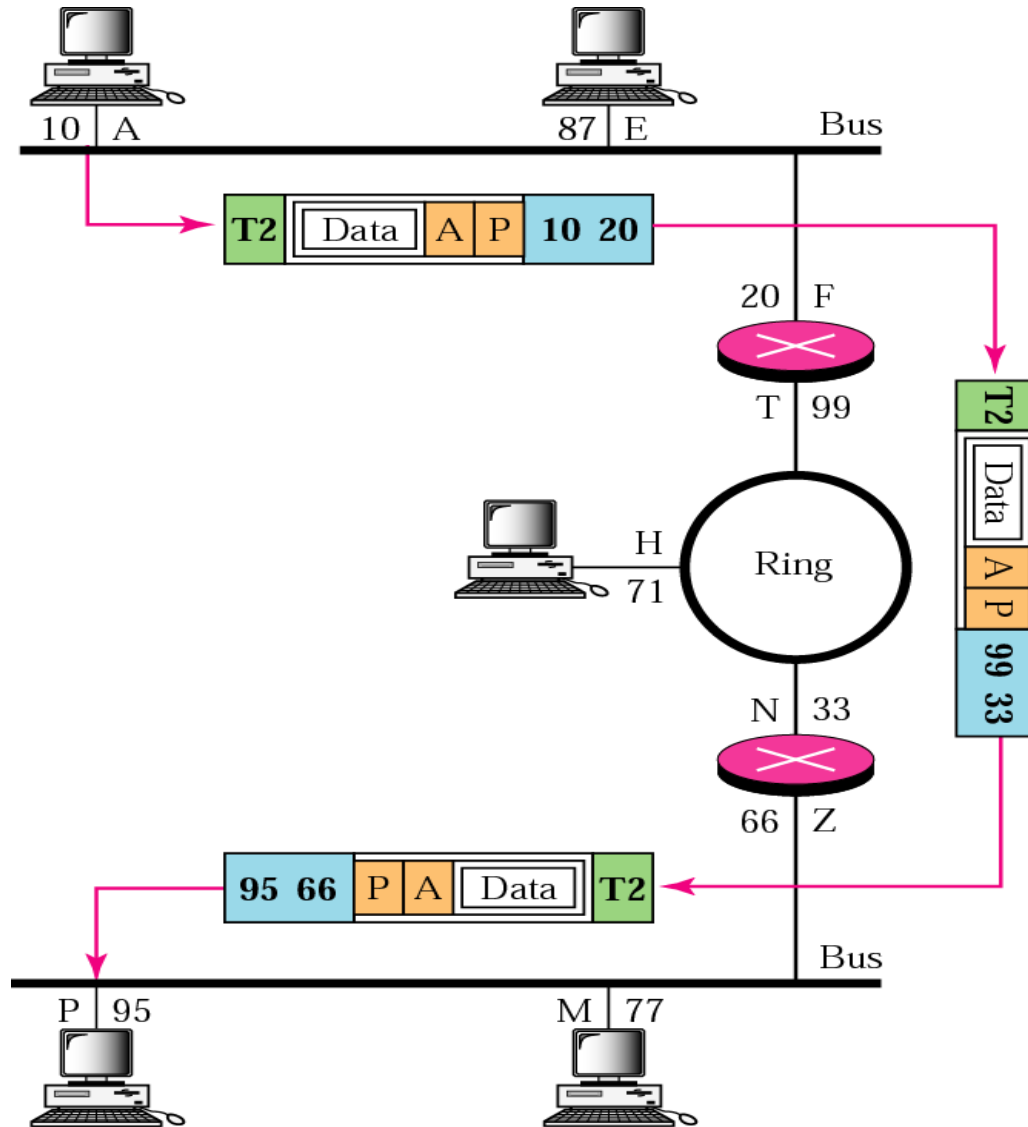 10 A
87 E
Bus
T2 Data A P 10 20
20 F
T 99
T2 Data A P 99 33
H
Ring
71
N 33
66 Z
95 66 P A Data T2
Bus
P 95
M 77